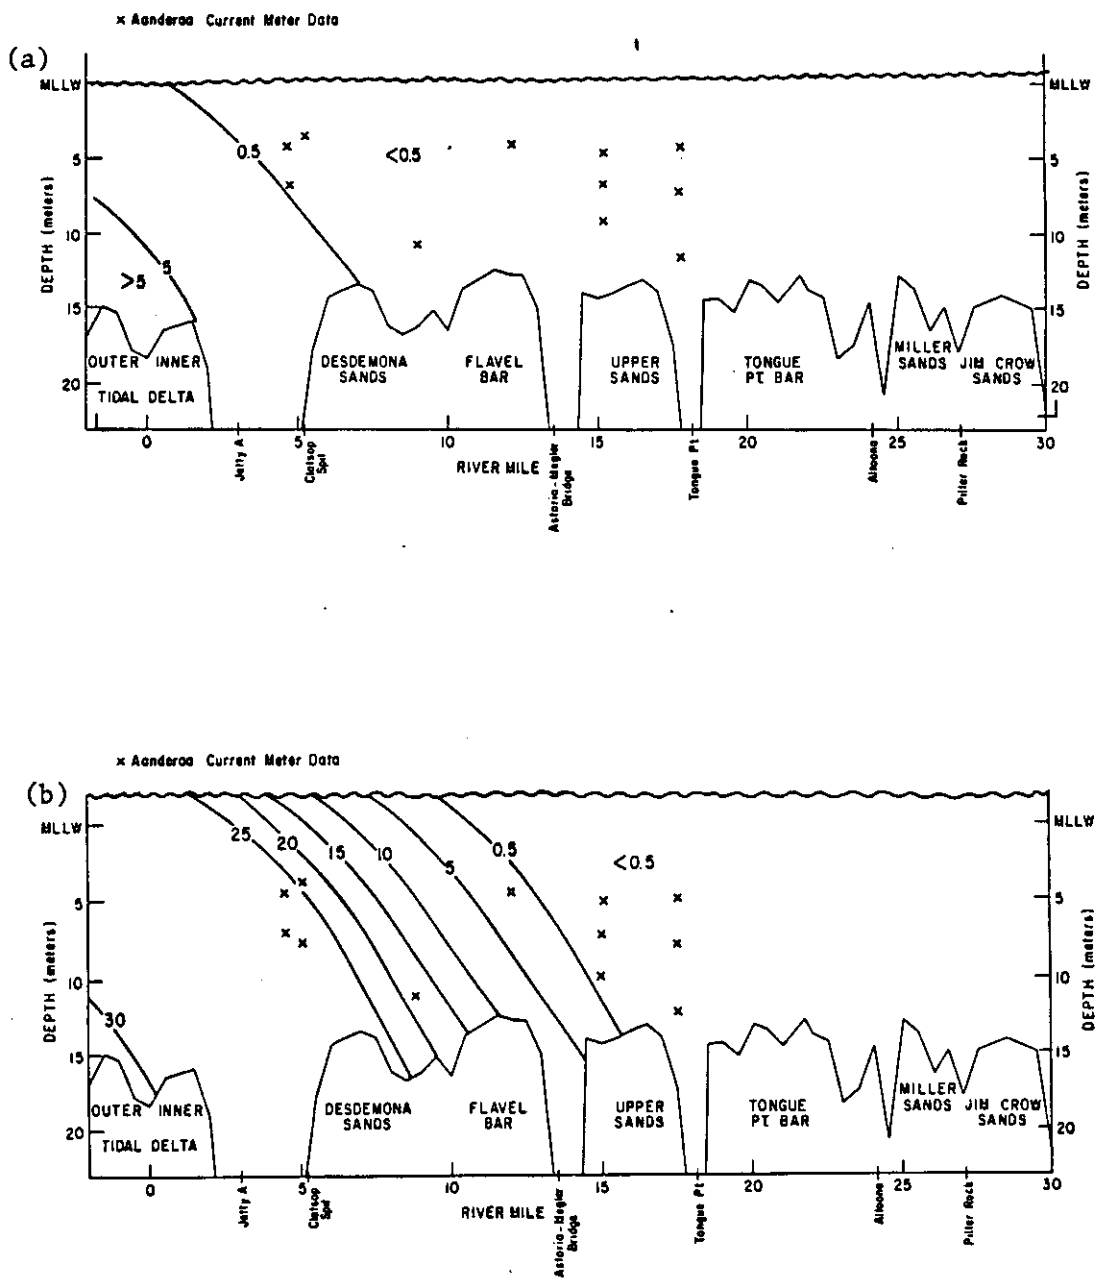 × Aanderaa Current Meter Data
(a)
MLLW
MLLW
0.5
<0.5
5
5
10
10
5
>5
15
15
20
20
DEPTH (meters)
DEPTH (meters)
OUTER INNER
TIDAL DELTA
DESDEMONA
SANDS
FLAVEL
BAR
UPPER
SANDS
TONGUE
PT BAR
MILLER
SANDS
JIM CROW
SANDS
0
5
10
15
20
25
30
Jetty A
Clatsop
Spit
RIVER MILE
Astoria-Megler
Bridge
Tongue Pt
Altoona
Piller Rock
× Aanderaa Current Meter Data
(b)
MLLW
MLLW
25
20
15
10
5
0.5
<0.5
5
5
10
10
30
15
15
20
20
DEPTH (meters)
DEPTH (meters)
OUTER INNER
TIDAL DELTA
DESDEMONA
SANDS
FLAVEL
BAR
UPPER
SANDS
TONGUE
PT BAR
MILLER
SANDS
JIM CROW
SANDS
0
5
10
15
20
25
30
Jetty A
Clatsop
Spit
RIVER MILE
Astoria-Megler
Bridge
Tongue Pt
Altoona
Piller Rock